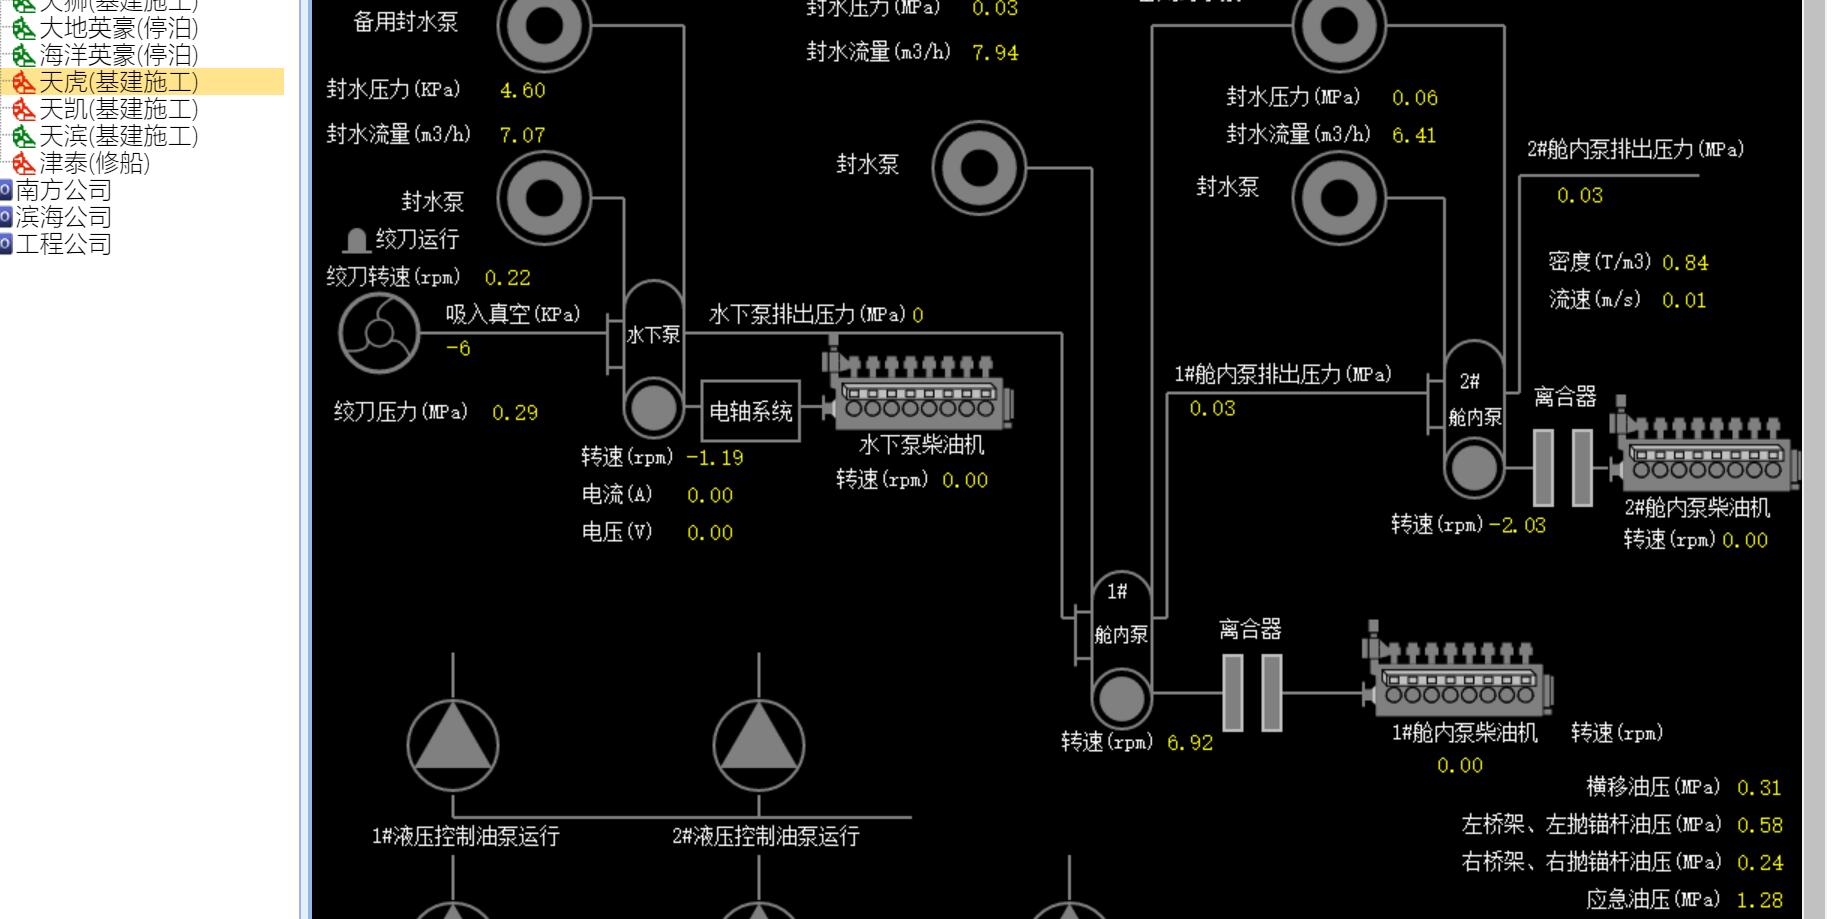 天狮(基建施工)
大地英豪(停泊)
海洋英豪(停泊)
天虎(基建施工)
天凯(基建施工)
天滨(基建施工)
津泰(修船)
南方公司
滨海公司
工程公司
备用封水泵
封水压力(KPa) 4.60
封水流量(m3/h) 7.07
封水泵
绞刀运行
绞刀转速(rpm) 0.22
吸入真空(KPa)
-6
绞刀压力(MPa) 0.29
水下泵
水下泵排出压力(MPa) 0
电轴系统
水下泵柴油机
转速(rpm) 0.00
转速(rpm) -1.19
电流(A) 0.00
电压(V) 0.00
封水压力(MPa) 0.03
封水流量(m3/h) 7.94
封水泵
封水压力(MPa) 0.06
封水流量(m3/h) 6.41
封水泵
2#舱内泵排出压力(MPa)
0.03
密度(T/m3) 0.84
流速(m/s) 0.01
1#舱内泵排出压力(MPa)
0.03
2#
舱内泵
离合器
2#舱内泵柴油机
转速(rpm) -2.03
转速(rpm) 0.00
1#
舱内泵
离合器
转速(rpm) 6.92
1#舱内泵柴油机 转速(rpm)
0.00
横移油压(MPa) 0.31
左桥架、左抛锚杆油压(MPa) 0.58
右桥架、右抛锚杆油压(MPa) 0.24
应急油压(MPa) 1.28
1#液压控制油泵运行
2#液压控制油泵运行